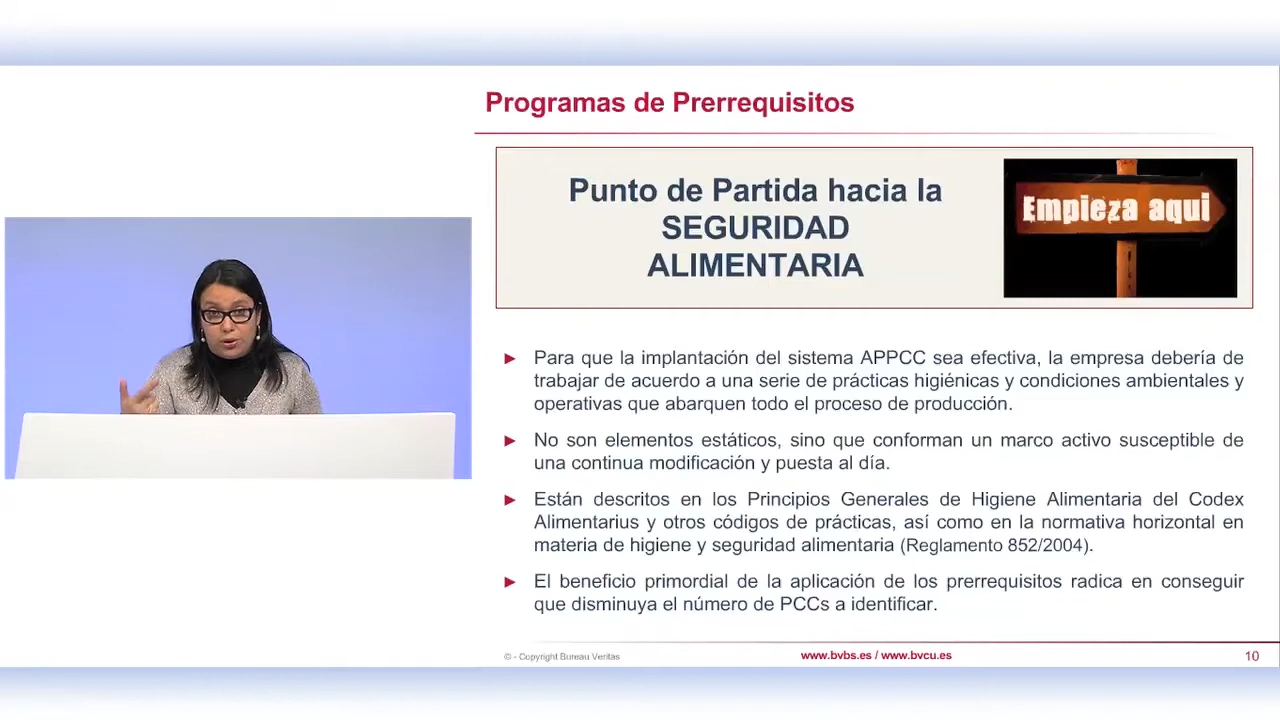 Programas de Prerrequisitos
Punto de Partida hacia la
SEGURIDAD
ALIMENTARIA
Empieza aqui
► Para que la implantación del sistema APPCC sea efectiva, la empresa debería de
trabajar de acuerdo a una serie de prácticas higiénicas y condiciones ambientales y
operativas que abarquen todo el proceso de producción.
► No son elementos estáticos, sino que conforman un marco activo susceptible de
una continua modificación y puesta al día.
► Están descritos en los Principios Generales de Higiene Alimentaria del Codex
Alimentarius y otros códigos de prácticas, así como en la normativa horizontal en
materia de higiene y seguridad alimentaria (Reglamento 852/2004).
► El beneficio primordial de la aplicación de los prerrequisitos radica en conseguir
que disminuya el número de PCCs a identificar.
© - Copyright Bureau Veritas
www.bvbs.es / www.bvcu.es
10